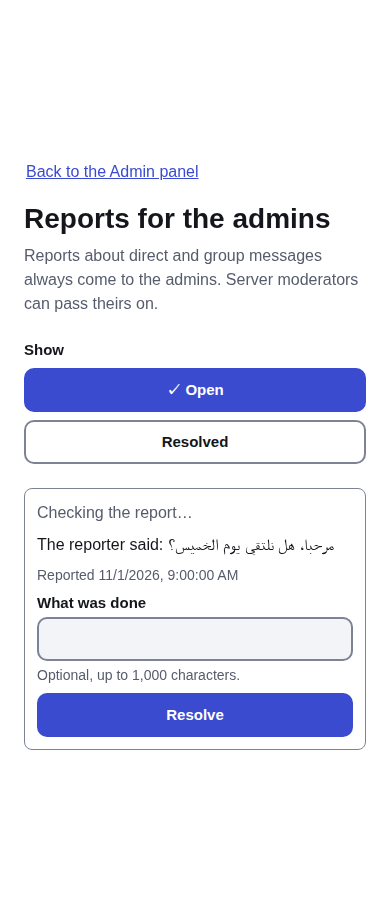 Back to the Admin panel
Reports for the admins
Reports about direct and group messages
always come to the admins. Server moderators
can pass theirs on.
Show
✓ Open
Resolved
Checking the report…
The reporter said: مرحبا، هل نلتقي يوم الخميس؟
Reported 11/1/2026, 9:00:00 AM
What was done
Optional, up to 1,000 characters.
Resolve